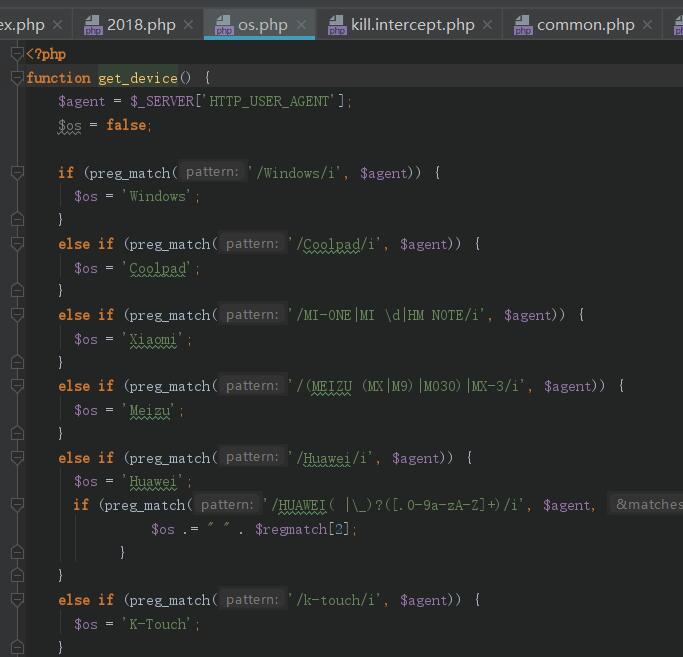 ex.php × 2018.php × os.php × kill.intercept.php × common.php ×
<?php
function get_device() {
$agent = $_SERVER['HTTP_USER_AGENT'];
$os = false;
if (preg_match( pattern: '/Windows/i', $agent)) {
$os = 'Windows';
}
else if (preg_match( pattern: '/Coolpad/i', $agent)) {
$os = 'Coolpad';
}
else if (preg_match( pattern: '/MI-ONE|MI \d|HM NOTE/i', $agent)) {
$os = 'Xiaomi';
}
else if (preg_match( pattern: '/(MEIZU (MX|M9)|M030)|MX-3/i', $agent)) {
$os = 'Meizu';
}
else if (preg_match( pattern: '/Huawei/i', $agent)) {
$os = 'Huawei';
if (preg_match( pattern: '/HUAWEI( |\_)?([.0-9a-zA-Z]+)/i', $agent, &matches
$os .= " " . $regmatch[2];
}
}
else if (preg_match( pattern: '/k-touch/i', $agent)) {
$os = 'K-Touch';
}